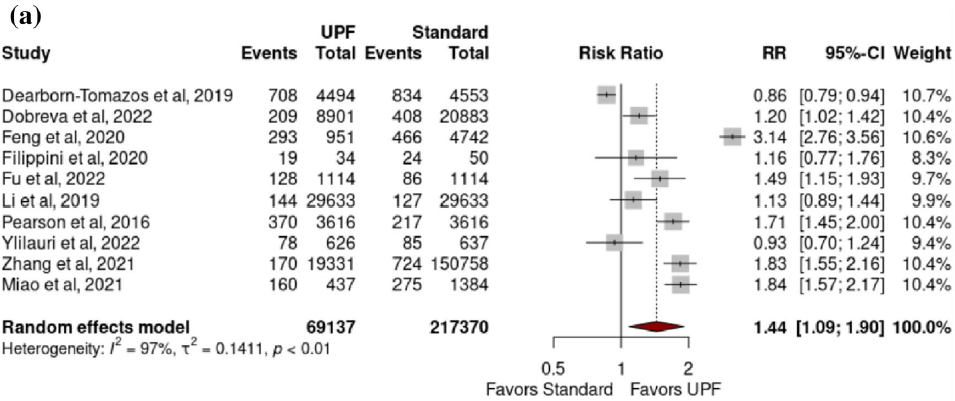 (a)
UPF Standard
Study Events Total Events Total Risk Ratio RR 95%-CI Weight
Dearborn-Tomazos et al, 2019 708 4494 834 4553 0.86 [0.79; 0.94] 10.7%
Dobreva et al, 2022 209 8901 408 20883 1.20 [1.02; 1.42] 10.4%
Feng et al, 2020 293 951 466 4742 3.14 [2.76; 3.56] 10.6%
Filippini et al, 2020 19 34 24 50 1.16 [0.77; 1.76] 8.3%
Fu et al, 2022 128 1114 86 1114 1.49 [1.15; 1.93] 9.7%
Li et al, 2019 144 29633 127 29633 1.13 [0.89; 1.44] 9.9%
Pearson et al, 2016 370 3616 217 3616 1.71 [1.45; 2.00] 10.4%
Ylilauri et al, 2022 78 626 85 637 0.93 [0.70; 1.24] 9.4%
Zhang et al, 2021 170 19331 724 150758 1.83 [1.55; 2.16] 10.4%
Miao et al, 2021 160 437 275 1384 1.84 [1.57; 2.17] 10.4%
Random effects model 69137 217370 1.44 [1.09; 1.90] 100.0%
Heterogeneity: I² = 97%, τ² = 0.1411, p < 0.01
0.5 1 2
Favors Standard Favors UPF